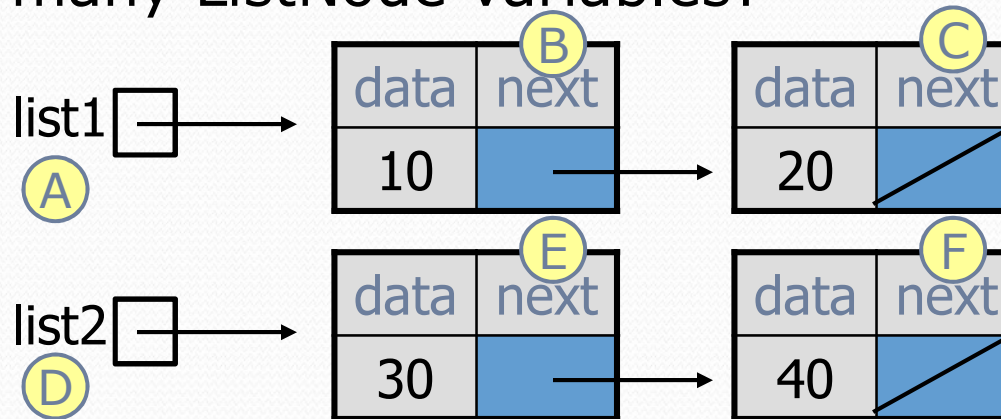 many ListNode variables?
B C
data next data next
list1
10 20
A
E F
data next data next
list2
30 40
D